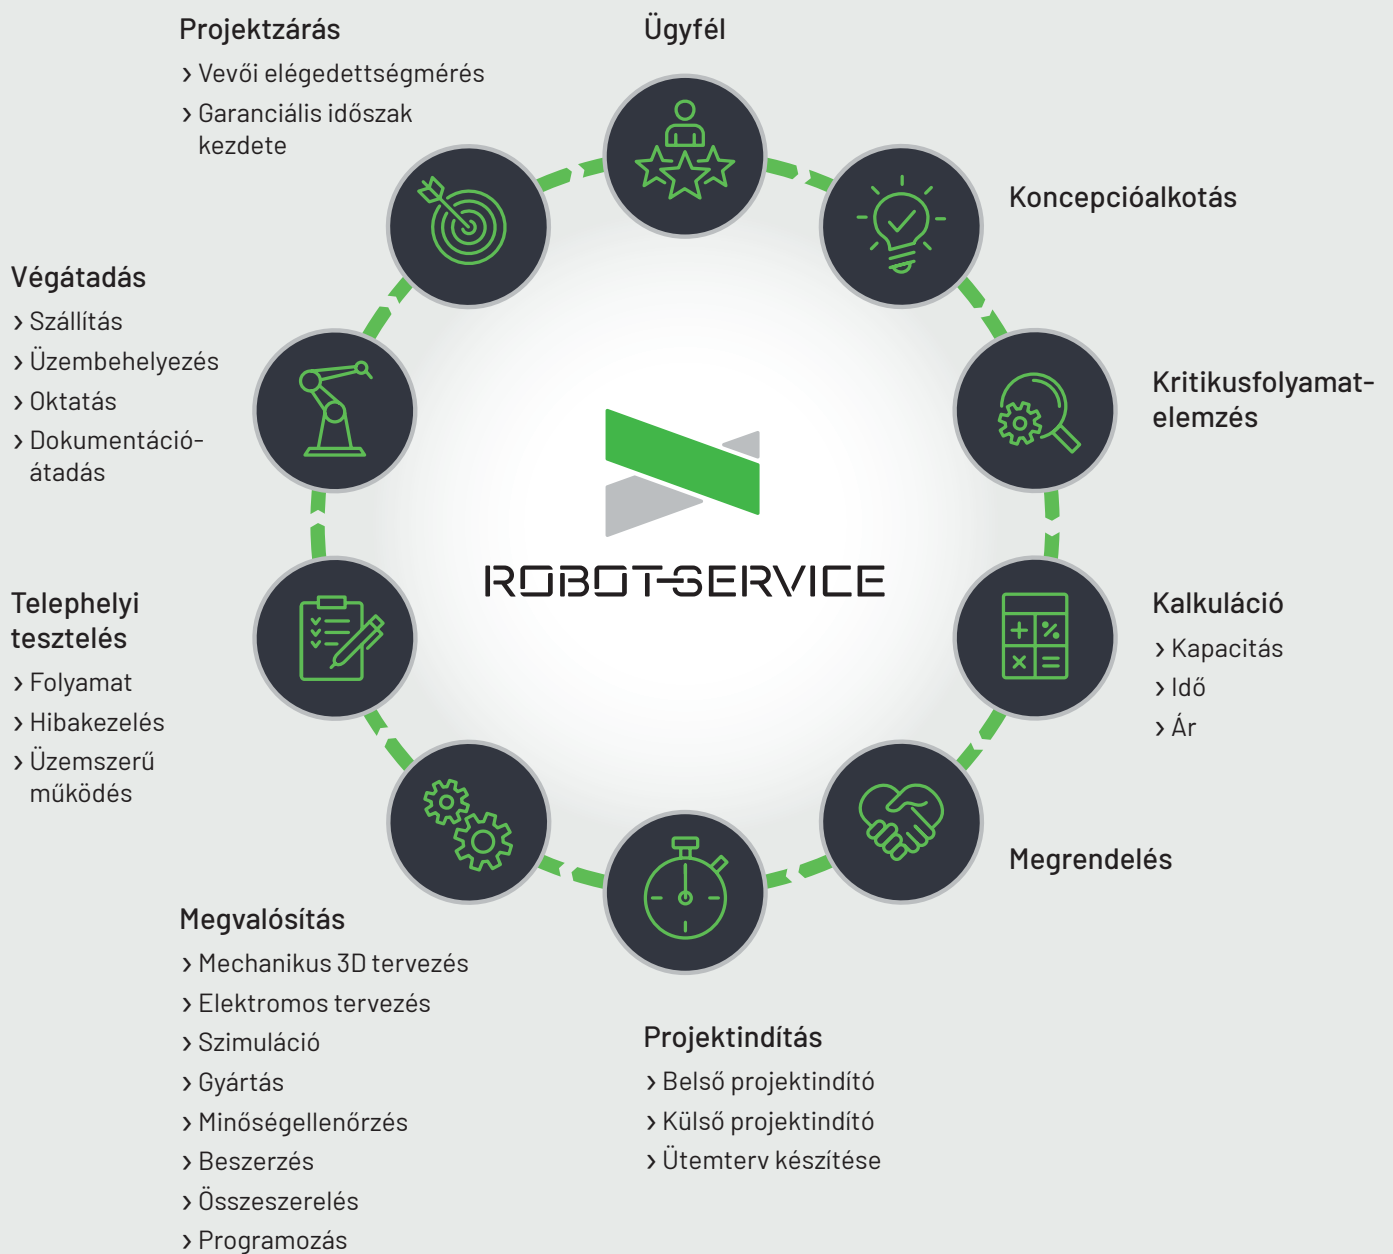 Ügyfél
Koncepcióalkotás
Kritikusfolyamat-
elemzés
Kalkuláció
› Kapacitás
› Idő
› Ár
Megrendelés
Projektindítás
› Belső projektindító
› Külső projektindító
› Ütemterv készítése
Megvalósítás
› Mechanikus 3D tervezés
› Elektromos tervezés
› Szimuláció
› Gyártás
› Minőségellenőrzés
› Beszerzés
› Összeszerelés
› Programozás
Telephelyi
tesztelés
› Folyamat
› Hibakezelés
› Üzemszerű
működés
Végátadás
› Szállítás
› Üzembehelyezés
› Oktatás
› Dokumentáció-
átadás
Projektzárás
› Vevői elégedettségmérés
› Garanciális időszak
kezdete
ROBOT-SERVICE